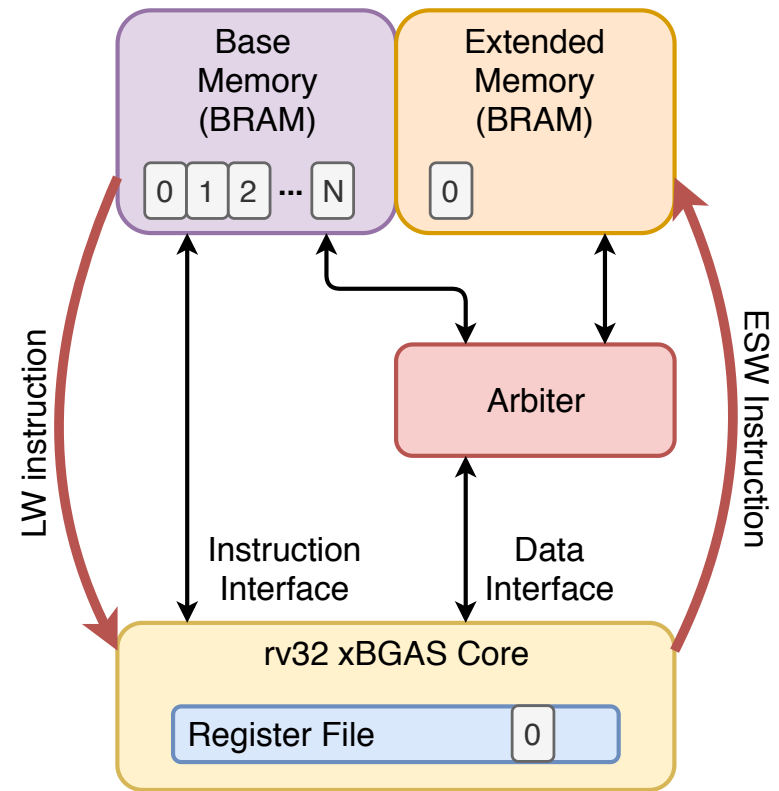 Base
Memory
(BRAM)
0 1 2 ... N
Extended
Memory
(BRAM)
0
LW instruction
ESW Instruction
Arbiter
Instruction
Interface
Data
Interface
rv32 xBGAS Core
Register File 0